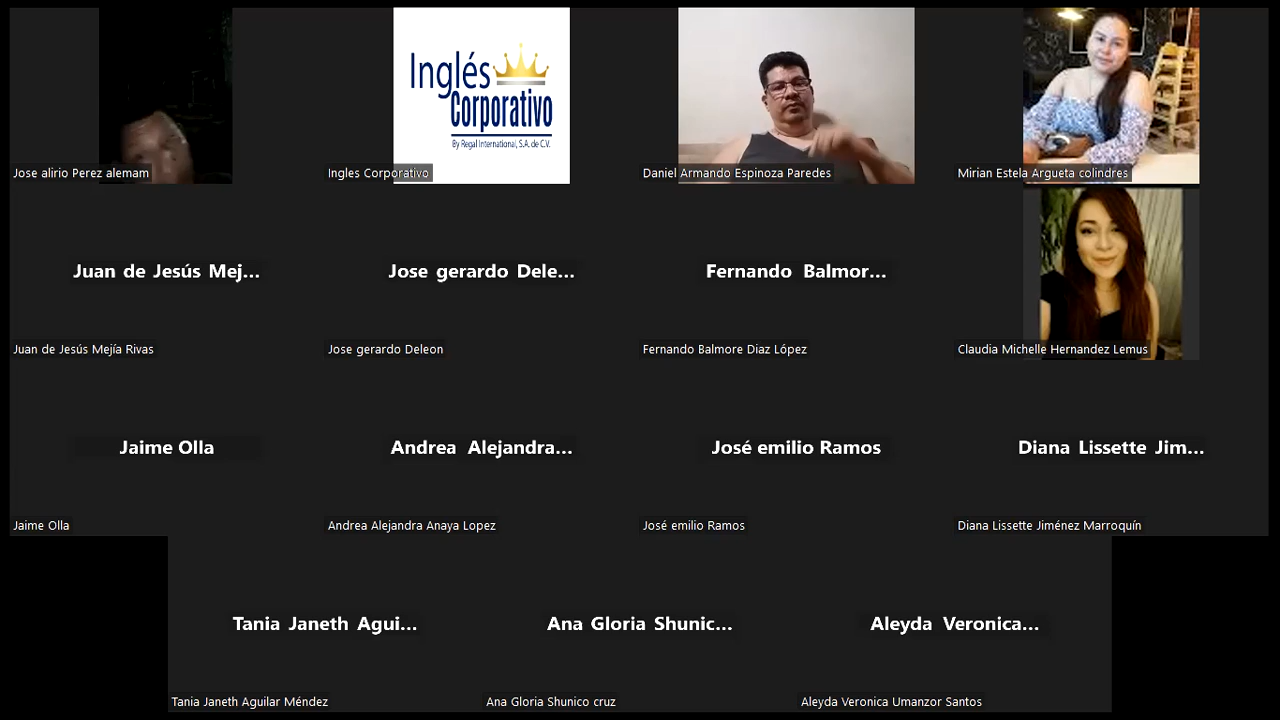 Inglés
Corporativo
By Regal International, S.A. de C.V.
Jose alirio Perez alemam
Ingles Corporativo
Daniel Armando Espinoza Paredes
Mirian Estela Argueta colindres
Juan de Jesús Mej...
Jose gerardo Dele...
Fernando Balmor...
Juan de Jesús Mejía Rivas
Jose gerardo Deleon
Fernando Balmore Diaz López
Claudia Michelle Hernandez Lemus
Jaime Olla
Andrea Alejandra...
José emilio Ramos
Diana Lissette Jim...
Jaime Olla
Andrea Alejandra Anaya Lopez
José emilio Ramos
Diana Lissette Jiménez Marroquín
Tania Janeth Agui...
Ana Gloria Shunic...
Aleyda Veronica...
Tania Janeth Aguilar Méndez
Ana Gloria Shunico cruz
Aleyda Veronica Umanzor Santos